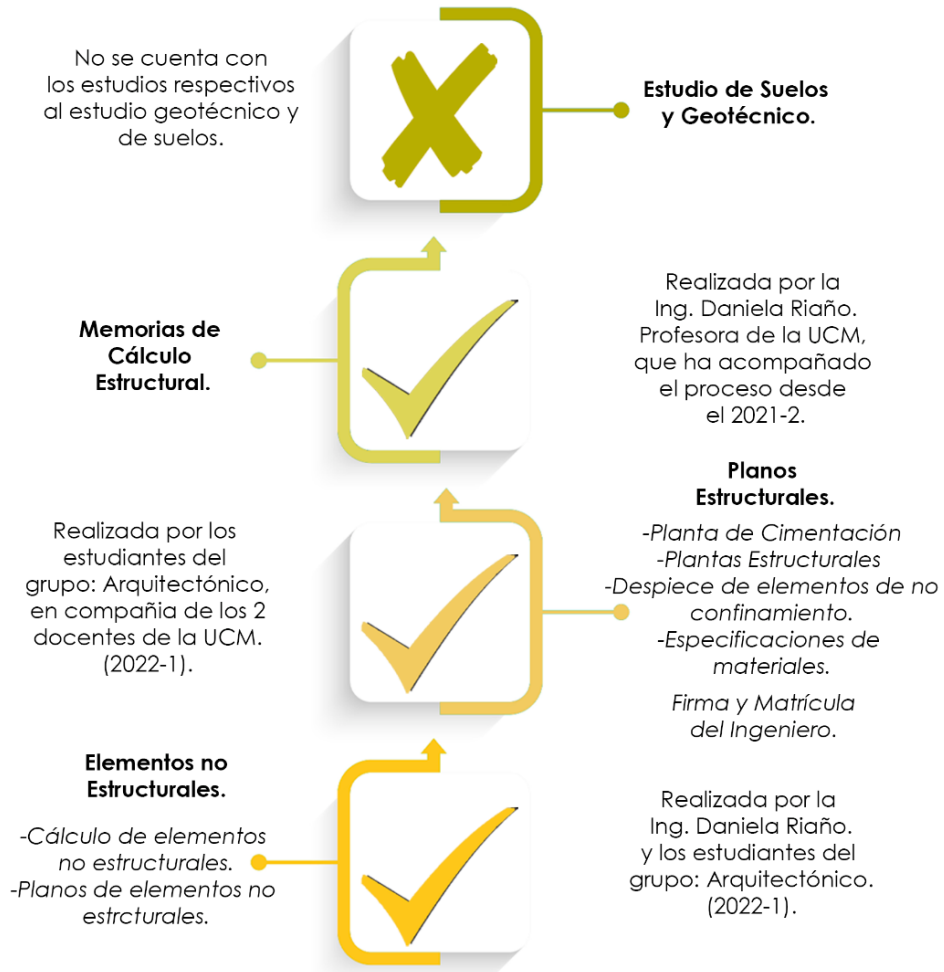 No se cuenta con
los estudios respectivos
al estudio geotécnico y
de suelos.
Estudio de Suelos
y Geotécnico.
Memorias de
Cálculo
Estructural.
Realizada por la
Ing. Daniela Riaño.
Profesora de la UCM,
que ha acompañado
el proceso desde
el 2021-2.
Realizada por los
estudiantes del
grupo: Arquitectónico,
en compañia de los 2
docentes de la UCM.
(2022-1).
Planos
Estructurales.
-Planta de Cimentación
-Plantas Estructurales
-Despiece de elementos de no
confinamiento.
-Especificaciones de
materiales.
Firma y Matrícula
del Ingeniero.
Elementos no
Estructurales.
-Cálculo de elementos
no estructurales.
-Planos de elementos no
estrcturales.
Realizada por la
Ing. Daniela Riaño.
y los estudiantes del
grupo: Arquitectónico.
(2022-1).